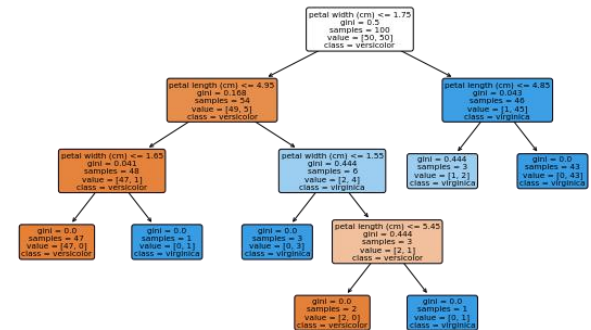 petal width (cm) <= 1.75
gini = 0.5
samples = 100
value = [50, 50]
class = versicolor
petal length (cm) <= 4.95
gini = 0.168
samples = 54
value = [49, 5]
class = versicolor
petal length (cm) <= 4.85
gini = 0.043
samples = 46
value = [1, 45]
class = virginica
petal width (cm) <= 1.65
gini = 0.041
samples = 48
value = [47, 1]
class = versicolor
petal width (cm) <= 1.55
gini = 0.444
samples = 6
value = [2, 4]
class = virginica
gini = 0.444
samples = 3
value = [1, 2]
class = virginica
gini = 0.0
samples = 43
value = [0, 43]
class = virginica
gini = 0.0
samples = 47
value = [47, 0]
class = versicolor
gini = 0.0
samples = 1
value = [0, 1]
class = virginica
gini = 0.0
samples = 3
value = [0, 3]
class = virginica
petal length (cm) <= 5.45
gini = 0.444
samples = 3
value = [2, 1]
class = versicolor
gini = 0.0
samples = 2
value = [2, 0]
class = versicolor
gini = 0.0
samples = 1
value = [0, 1]
class = virginica